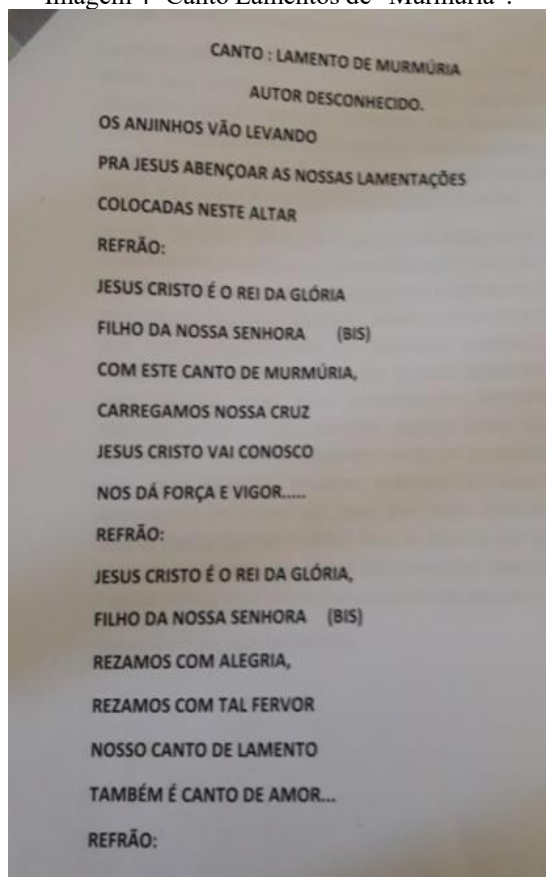 Imagem 4- Canto Lamentos de "Murmúria".
CANTO : LAMENTO DE MURMÚRIA
AUTOR DESCONHECIDO.
OS ANJINHOS VÃO LEVANDO
PRA JESUS ABENÇOAR AS NOSSAS LAMENTAÇÕES
COLOCADAS NESTE ALTAR
REFRÃO:
JESUS CRISTO É O REI DA GLÓRIA
FILHO DA NOSSA SENHORA (BIS)
COM ESTE CANTO DE MURMÚRIA,
CARREGAMOS NOSSA CRUZ
JESUS CRISTO VAI CONOSCO
NOS DÁ FORÇA E VIGOR.....
REFRÃO:
JESUS CRISTO É O REI DA GLÓRIA,
FILHO DA NOSSA SENHORA (BIS)
REZAMOS COM ALEGRIA,
REZAMOS COM TAL FERVOR
NOSSO CANTO DE LAMENTO
TAMBÉM É CANTO DE AMOR...
REFRÃO: